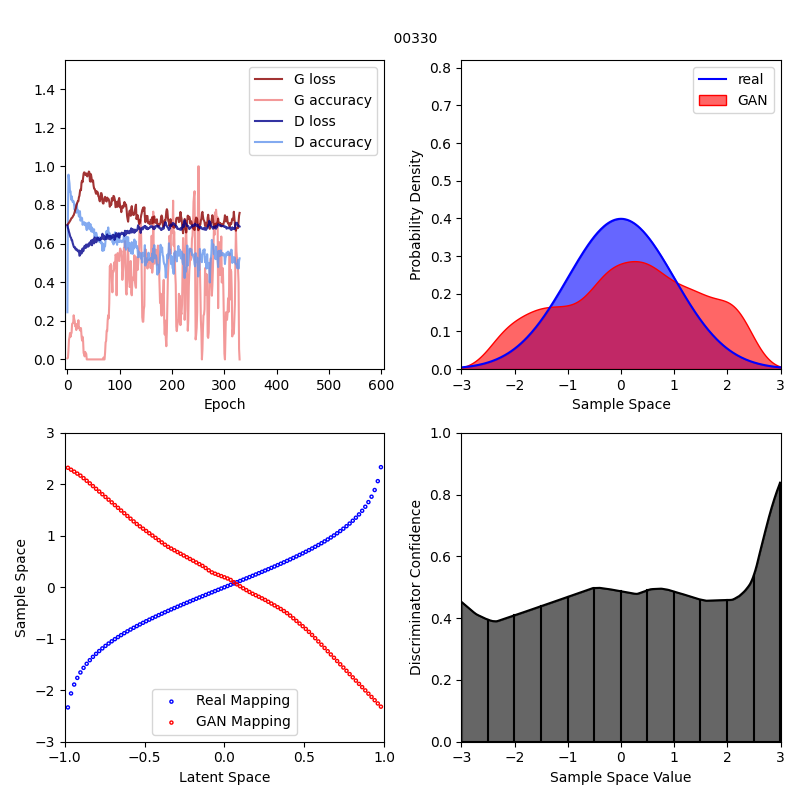 00330
G loss
G accuracy
D loss
D accuracy
1.4
1.2
1.0
0.8
0.6
0.4
0.2
0.0
0 100 200 300 400 500 600
Epoch
real
GAN
Probability Density
0.8
0.7
0.6
0.5
0.4
0.3
0.2
0.1
0.0
−3 −2 −1 0 1 2 3
Sample Space
Sample Space
3
2
1
0
−1
−2
−3
Real Mapping
GAN Mapping
−1.0 −0.5 0.0 0.5 1.0
Latent Space
Discriminator Confidence
1.0
0.8
0.6
0.4
0.2
0.0
−3 −2 −1 0 1 2 3
Sample Space Value